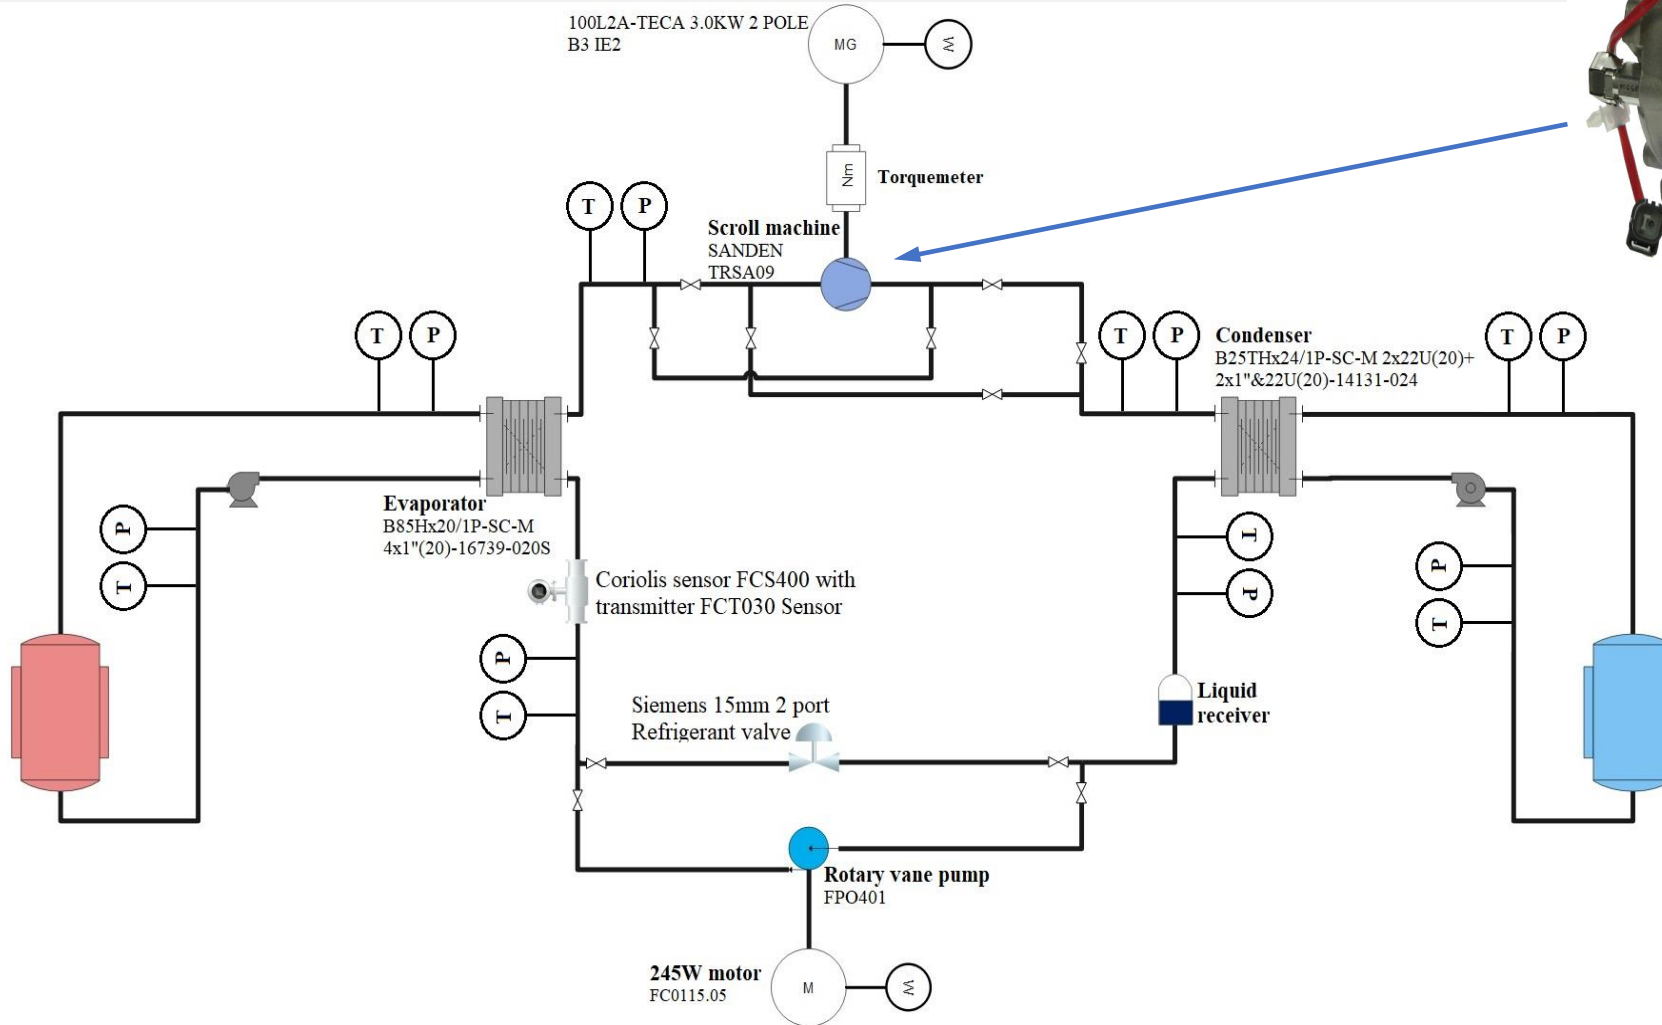 100L2A-TECA 3.0KW 2 POLE
B3 IE2
MG
W
Nm
Torquemeter
T
P
Scroll machine
SANDEN
TRSA09
T
P
T
P
Condenser
B25THx24/1P-SC-M 2x22U(20)+
2x1"&22U(20)-14131-024
T
P
Evaporator
B85Hx20/1P-SC-M
4x1"(20)-16739-020S
P
T
T
P
P
T
Coriolis sensor FCS400 with
transmitter FCT030 Sensor
P
T
Siemens 15mm 2 port
Refrigerant valve
Liquid
receiver
Rotary vane pump
FPO401
245W motor
FC0115.05
M
W